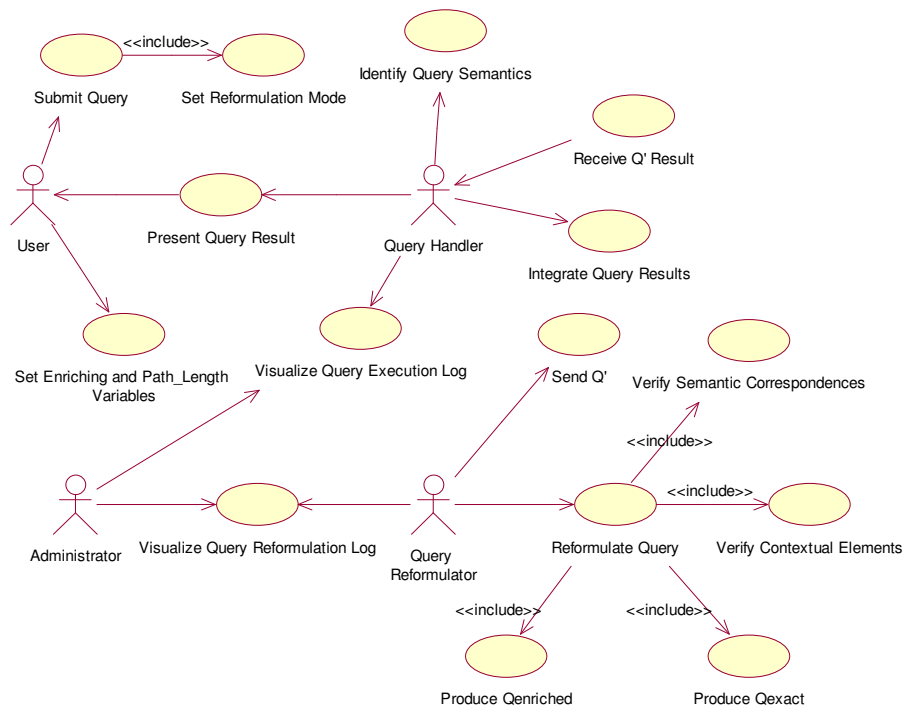 <<include>>
Submit Query
Set Reformulation Mode
Identify Query Semantics
Receive Q' Result
User
Present Query Result
Query Handler
Integrate Query Results
Set Enriching and Path_Length
Variables
Visualize Query Execution Log
Send Q'
Verify Semantic Correspondences
<<include>>
<<include>>
Administrator
Visualize Query Reformulation Log
Query
Reformulator
Reformulate Query
Verify Contextual Elements
<<include>>
<<include>>
Produce Qenriched
Produce Qexact